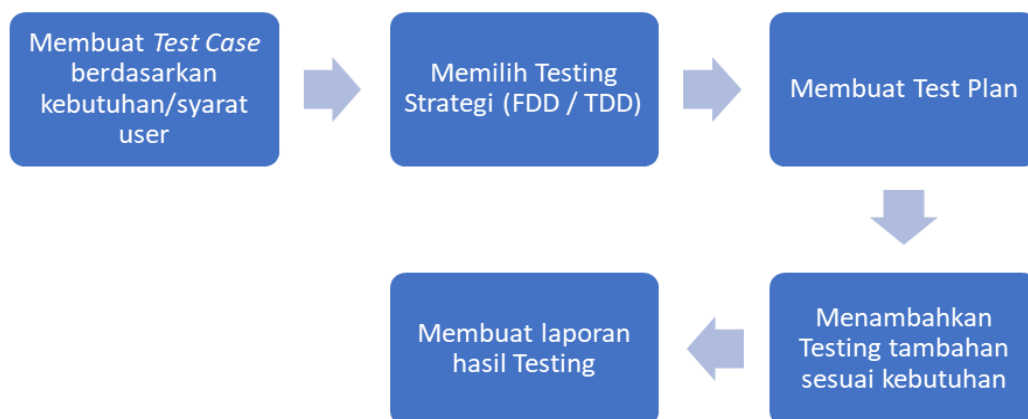 Membuat Test Case
berdasarkan
kebutuhan/syarat
user
Memilih Testing
Strategi (FDD / TDD)
Membuat Test Plan
Menambahkan
Testing tambahan
sesuai kebutuhan
Membuat laporan
hasil Testing